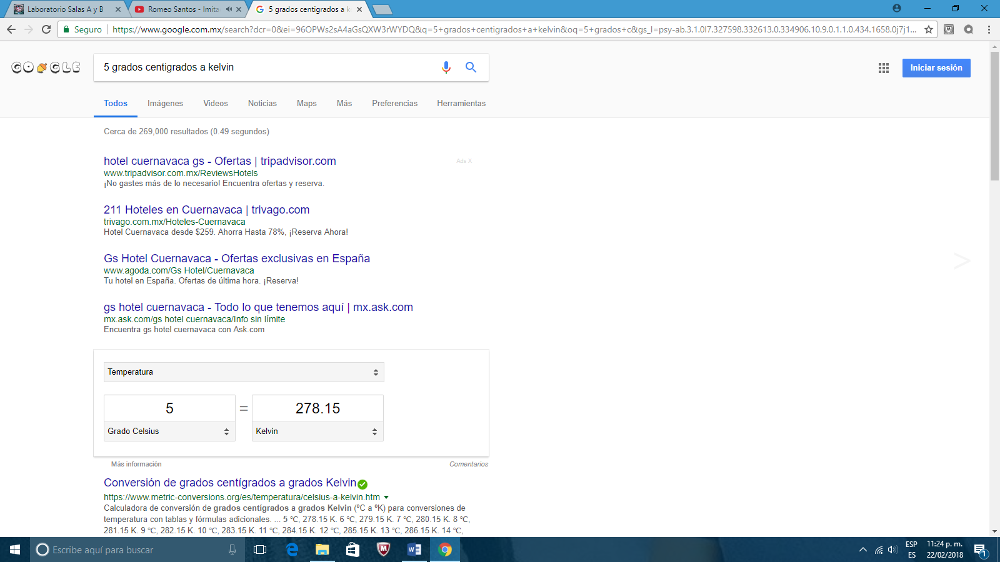 Laboratorio Salas A y B
Romeo Santos - Imita
5 grados centigrados a k
Seguro
https://www.google.com.mx/search?dcr=0&ei=96OPWs2sA4aGsQXW3rWYDQ&q=5+grados+centigrados+a+kelvin&oq=5+grados+c&gs_l=psy-ab.3.1.0l7.327598.332613.0.334906.10.9.0.1.1.0.434.1658.0j7j1...
GOOGLE
5 grados centigrados a kelvin
Iniciar sesión
Todos Imágenes Videos Noticias Maps Más Preferencias Herramientas
Cerca de 269,000 resultados (0.49 segundos)
hotel cuernavaca gs - Ofertas | tripadvisor.com
Ads X
www.tripadvisor.com.mx/ReviewsHotels
¡No gastes más de lo necesario! Encuentra ofertas y reserva.
211 Hoteles en Cuernavaca | trivago.com
trivago.com.mx/Hoteles-Cuernavaca
Hotel Cuernavaca desde $259. Ahorra Hasta 78%, ¡Reserva Ahora!
Gs Hotel Cuernavaca - Ofertas exclusivas en España
www.agoda.com/Gs Hotel/Cuernavaca
Tu hotel en España. Ofertas de última hora. ¡Reserva!
gs hotel cuernavaca - Todo lo que tenemos aquí | mx.ask.com
mx.ask.com/gs hotel cuernavaca/Info sin límite
Encuentra gs hotel cuernavaca con Ask.com
Temperatura
5 = 278.15
Grado Celsius Kelvin
Más información Comentarios
Conversión de grados centígrados a grados Kelvin
https://www.metric-conversions.org/es/temperatura/celsius-a-kelvin.htm
Calculadora de conversión de grados centígrados a grados Kelvin (ºC a ºK) para conversiones de
temperatura con tablas y fórmulas adicionales. ... 5 ℃, 278.15 K. 6 ℃, 279.15 K. 7 ℃, 280.15 K. 8 ℃,
281.15 K. 9 ℃, 282.15 K. 10 ℃, 283.15 K. 11 ℃, 284.15 K. 12 ℃, 285.15 K. 13 ℃, 286.15 K. 14 ℃,
Escribe aquí para buscar
ESP
ES
11:24 p. m.
22/02/2018
1